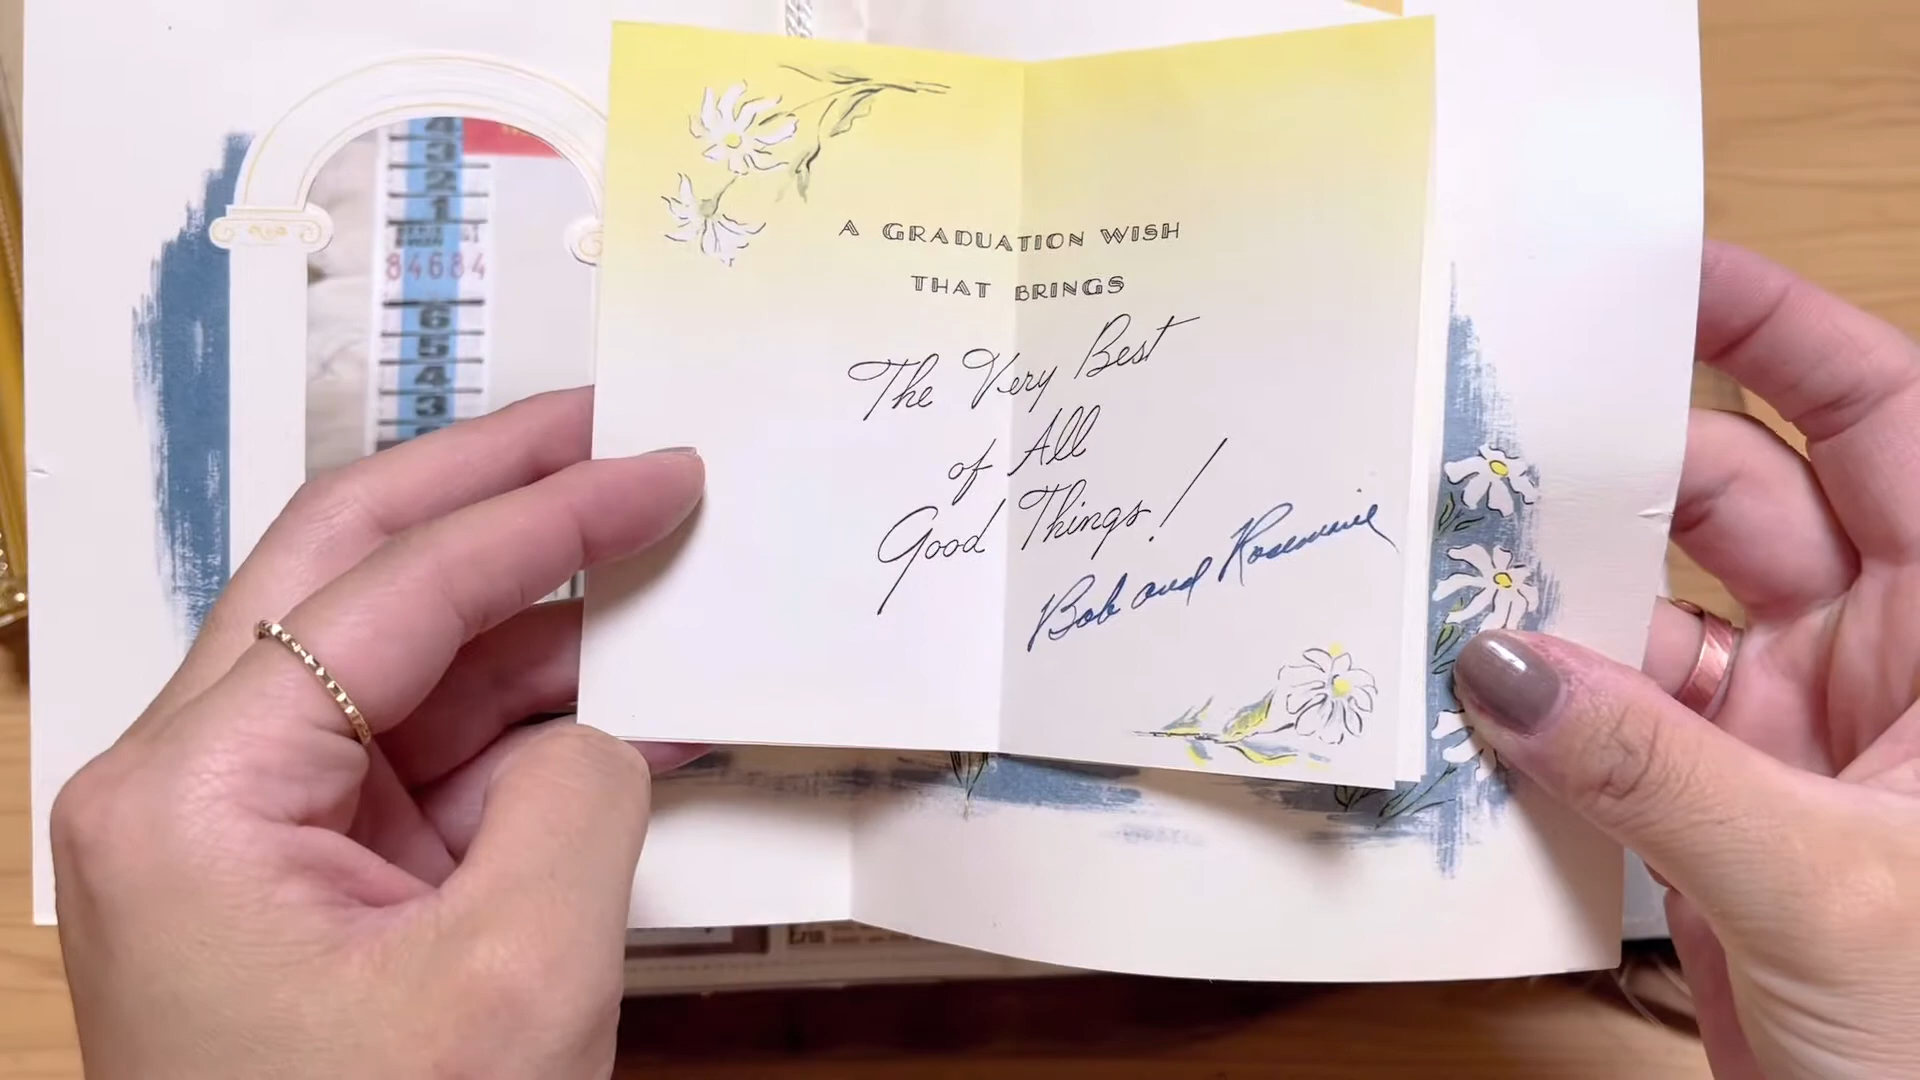 4
3
2
1
84684
6
5
4
3
A GRADUATION WISH
THAT BRINGS
The Very Best
of All
Good Things!
Bob and Rosemarie